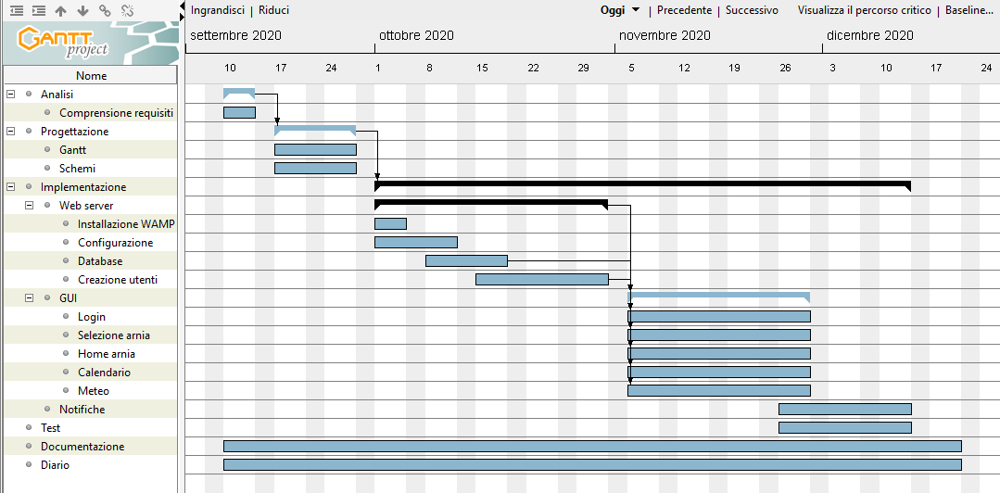 Ingrandisci | Riduci
Oggi | Precedente | Successivo
Visualizza il percorso critico | Baseline...
GANTT
project
settembre 2020
ottobre 2020
novembre 2020
dicembre 2020
Nome
10 17 24 1 8 15 22 29 5 12 19 26 3 10 17 24
Analisi
Comprensione requisiti
Progettazione
Gantt
Schemi
Implementazione
Web server
Installazione WAMP
Configurazione
Database
Creazione utenti
GUI
Login
Selezione arnia
Home arnia
Calendario
Meteo
Notifiche
Test
Documentazione
Diario